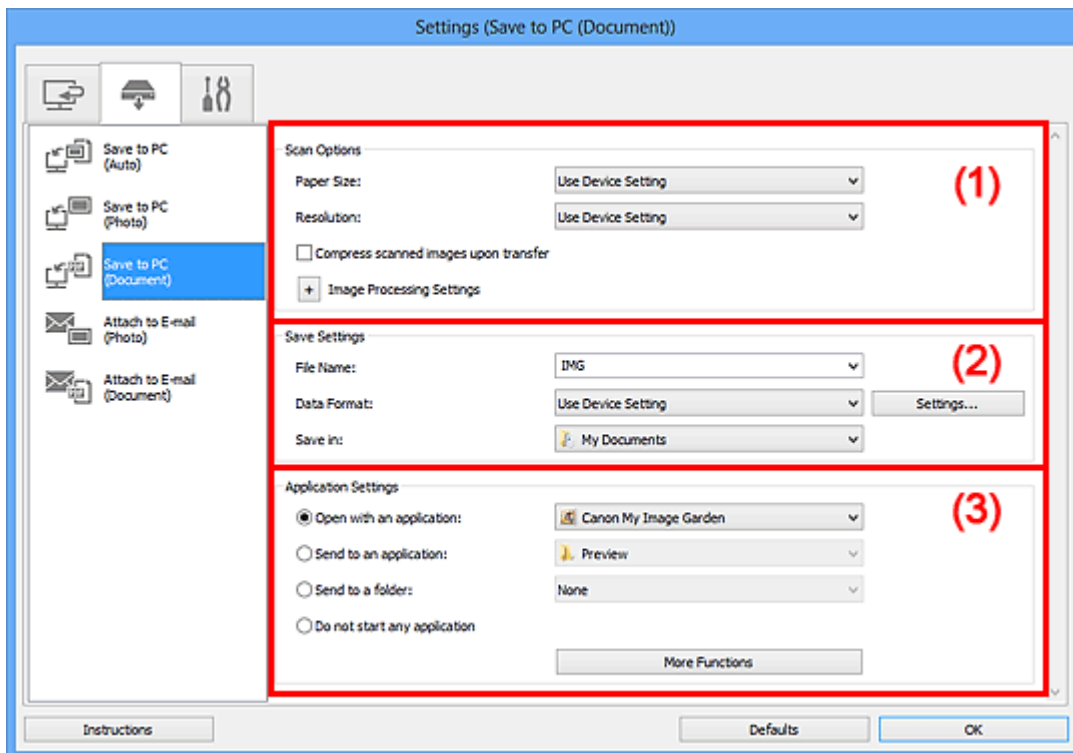 Settings (Save to PC (Document))
Save to PC
(Auto)
Save to PC
(Photo)
Save to PC
(Document)
Attach to E-mail
(Photo)
Attach to E-mail
(Document)
Scan Options
(1)
Paper Size: Use Device Setting
Resolution: Use Device Setting
Compress scanned images upon transfer
+ Image Processing Settings
Save Settings
(2)
File Name: IMG
Data Format: Use Device Setting Settings...
Save in: My Documents
Application Settings
(3)
Open with an application: Canon My Image Garden
Send to an application: Preview
Send to a folder: None
Do not start any application
More Functions
Instructions Defaults OK